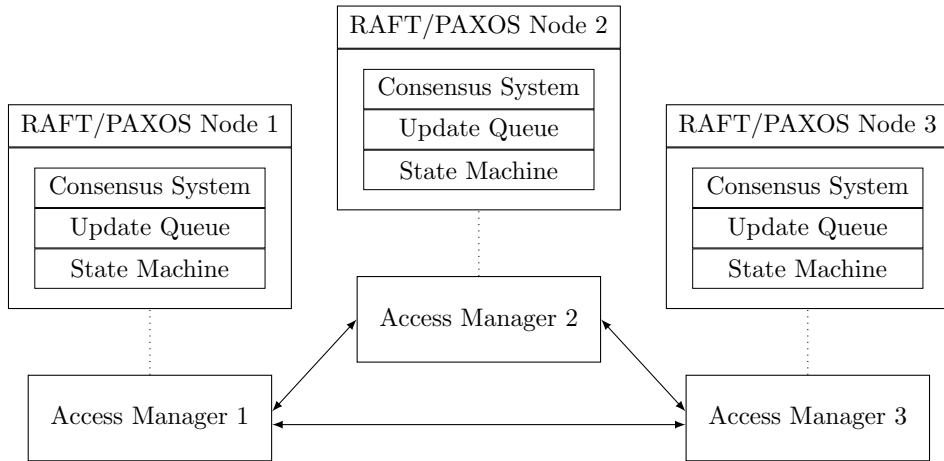 RAFT/PAXOS Node 2
Consensus System
Update Queue
State Machine
RAFT/PAXOS Node 1
Consensus System
Update Queue
State Machine
RAFT/PAXOS Node 3
Consensus System
Update Queue
State Machine
Access Manager 2
Access Manager 1
Access Manager 3